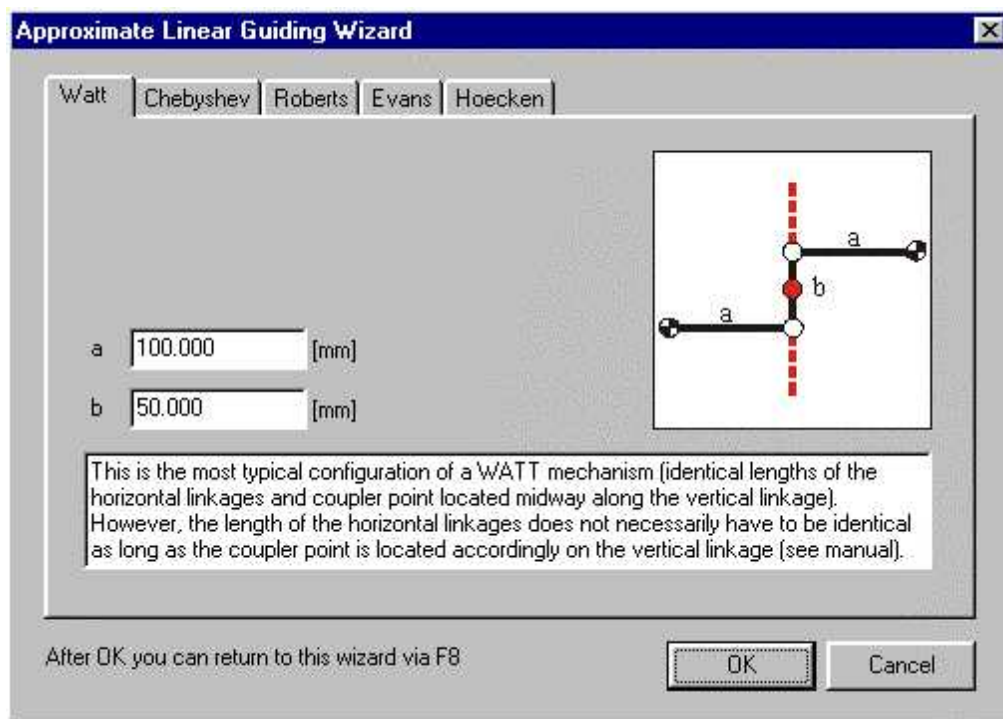 Approximate Linear Guiding Wizard
Watt Chebyshev Roberts Evans Hoecken
a
b
a
a 100.000 [mm]
b 50.000 [mm]
This is the most typical configuration of a WATT mechanism (identical lengths of the
horizontal linkages and coupler point located midway along the vertical linkage).
However, the length of the horizontal linkages does not necessarily have to be identical
as long as the coupler point is located accordingly on the vertical linkage (see manual).
After OK you can return to this wizard via F8
OK Cancel